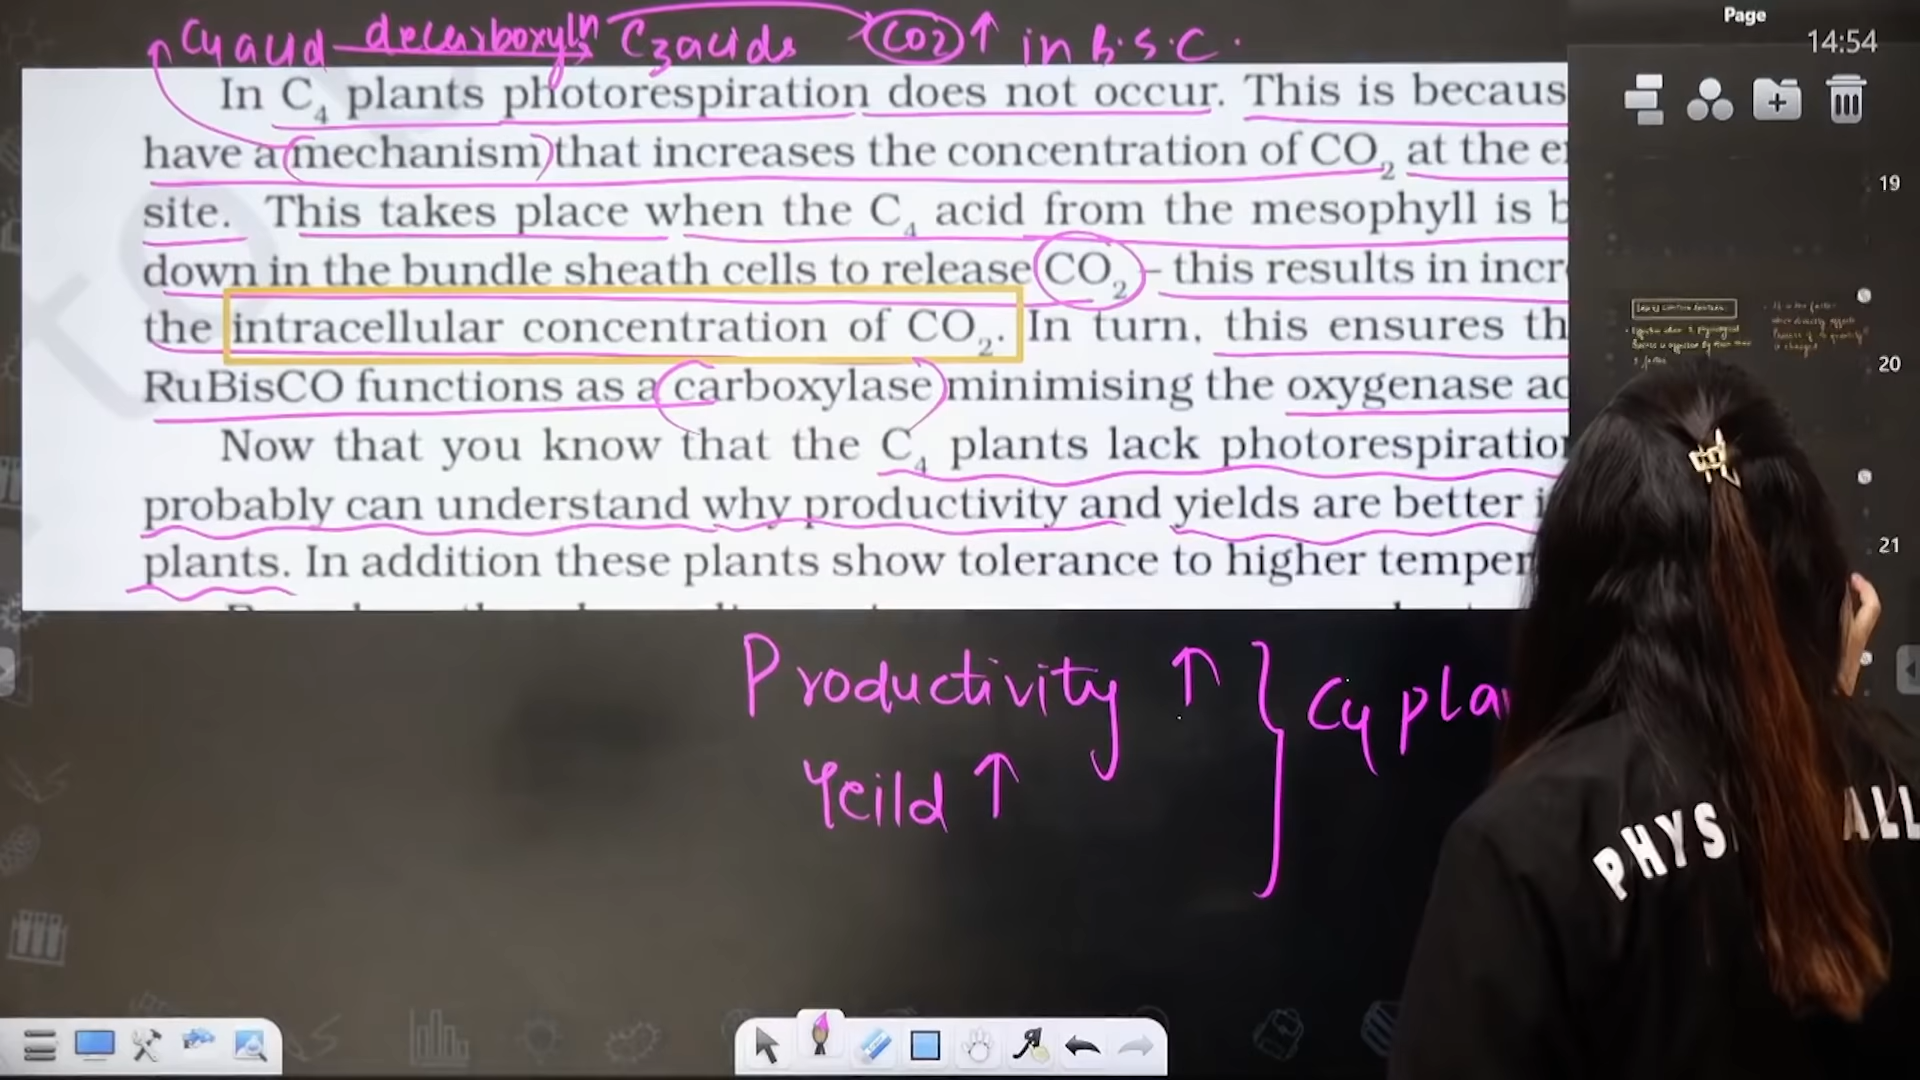 Page
14:54
C4 acid decarboxyln C3 acids CO2 ↑ in B.S.C.
In C4 plants photorespiration does not occur. This is becaus
have a mechanism that increases the concentration of CO2 at the e
site. This takes place when the C4 acid from the mesophyll is b
down in the bundle sheath cells to release CO2 – this results in incr
the intracellular concentration of CO2. In turn, this ensures th
RuBisCO functions as a carboxylase minimising the oxygenase ac
Now that you know that the C4 plants lack photorespiration
probably can understand why productivity and yields are better i
plants. In addition these plants show tolerance to higher temper
Productivity ↑
Yeild ↑
C4 pla
19
20
21
PHYS ALL